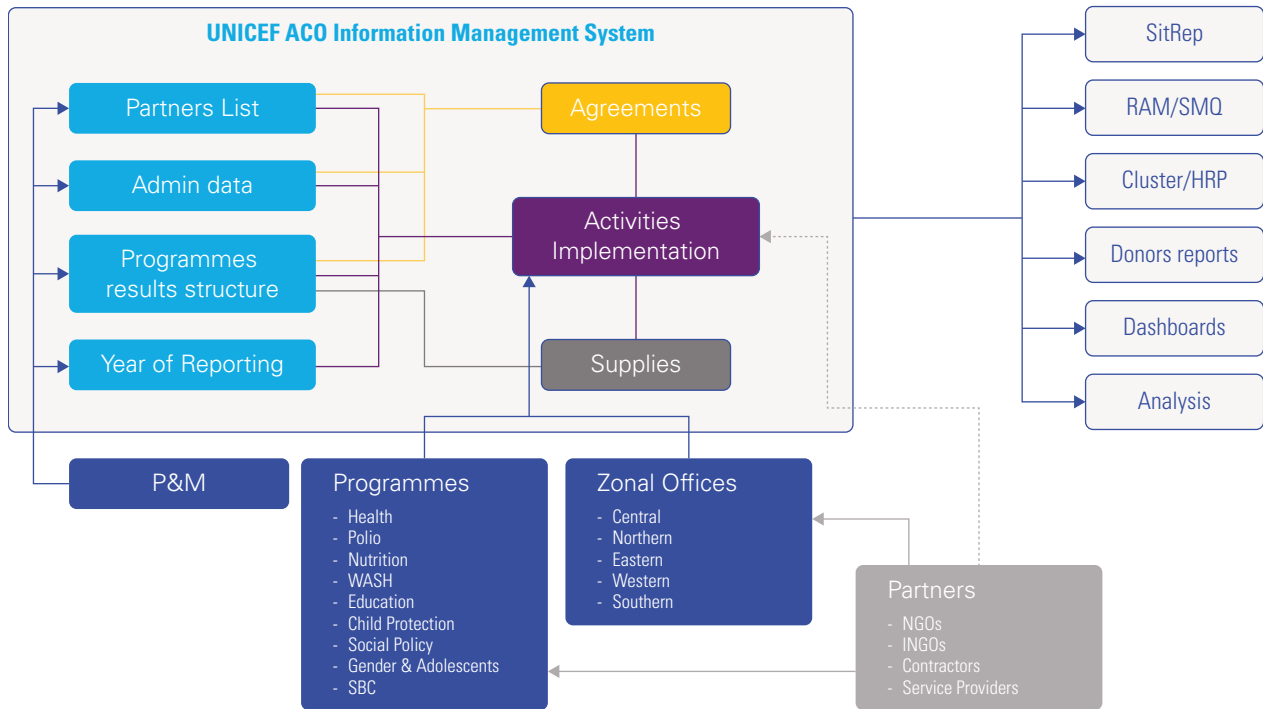 UNICEF ACO Information Management System
Partners List
Admin data
Programmes
results structure
Year of Reporting
Agreements
Activities
Implementation
Supplies
SitRep
RAM/SMQ
Cluster/HRP
Donors reports
Dashboards
Analysis
P&M
Programmes
- Health
- Polio
- Nutrition
- WASH
- Education
- Child Protection
- Social Policy
- Gender & Adolescents
- SBC
Zonal Offices
- Central
- Northern
- Eastern
- Western
- Southern
Partners
- NGOs
- INGOs
- Contractors
- Service Providers